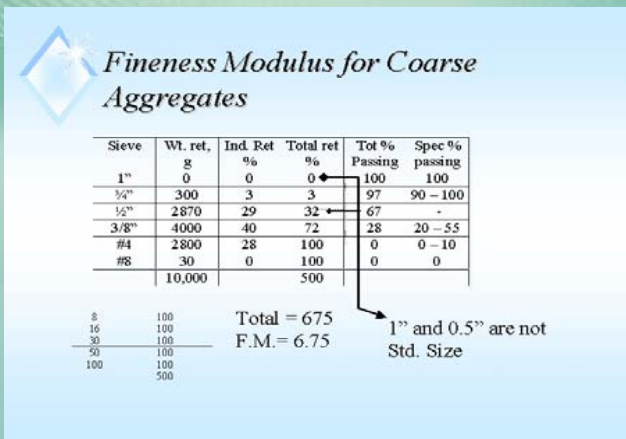 Fineness Modulus for Coarse
Aggregates
Sieve Wt. ret, Ind. Ret Total ret Tot % Spec %
g % % Passing passing
1” 0 0 0 100 100
¾” 300 3 3 97 90 – 100
½” 2870 29 32 67 -
3/8” 4000 40 72 28 20 – 55
#4 2800 28 100 0 0 – 10
#8 30 0 100 0 0
10,000 500
8 100
16 100
30 100
50 100
100 100
500
Total = 675
F.M.= 6.75
1” and 0.5” are not
Std. Size